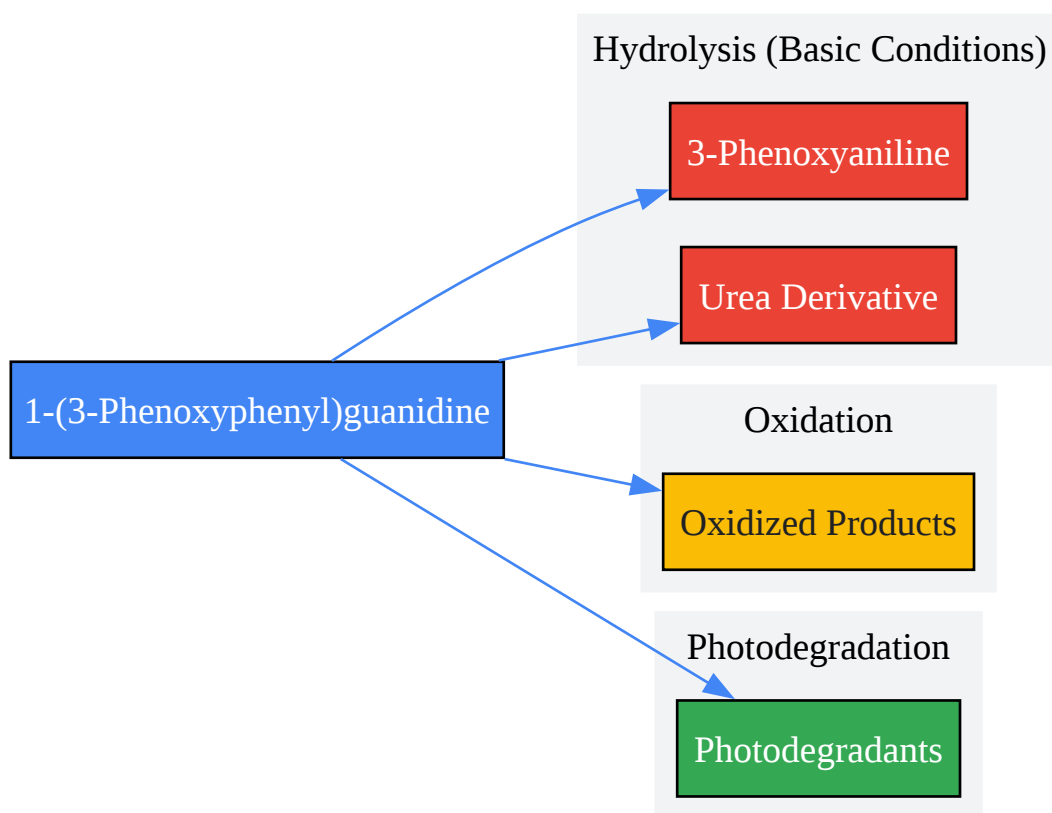 Hydrolysis (Basic Conditions)
3-Phenoxyaniline
Urea Derivative
1-(3-Phenoxyphenyl)guanidine
Oxidation
Oxidized Products
Photodegradation
Photodegradants